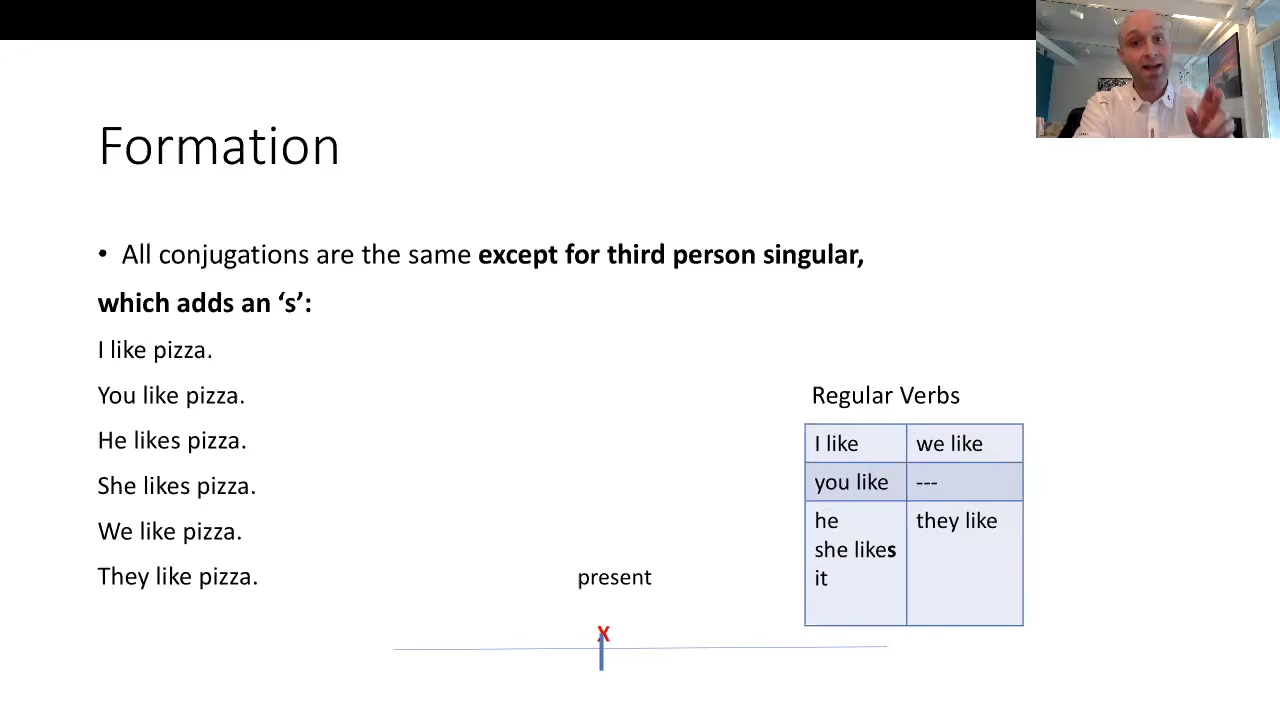 Formation
• All conjugations are the same except for third person singular,
which adds an ‘s’:
I like pizza.
You like pizza.
He likes pizza.
She likes pizza.
We like pizza.
They like pizza.
present
X
Regular Verbs
I like we like
you like ---
he they like
she likes
it